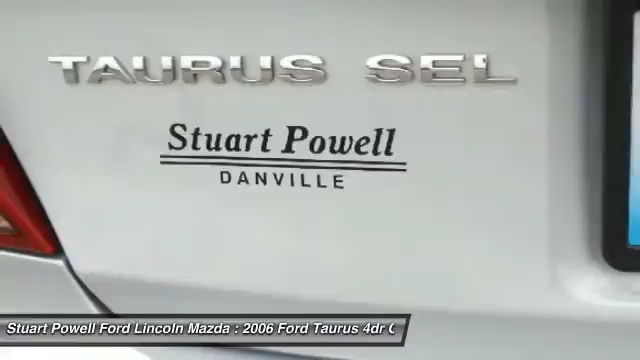 TAURUS SEL
Stuart Powell
DANVILLE
Stuart Powell Ford Lincoln Mazda : 2006 Ford Taurus 4dr